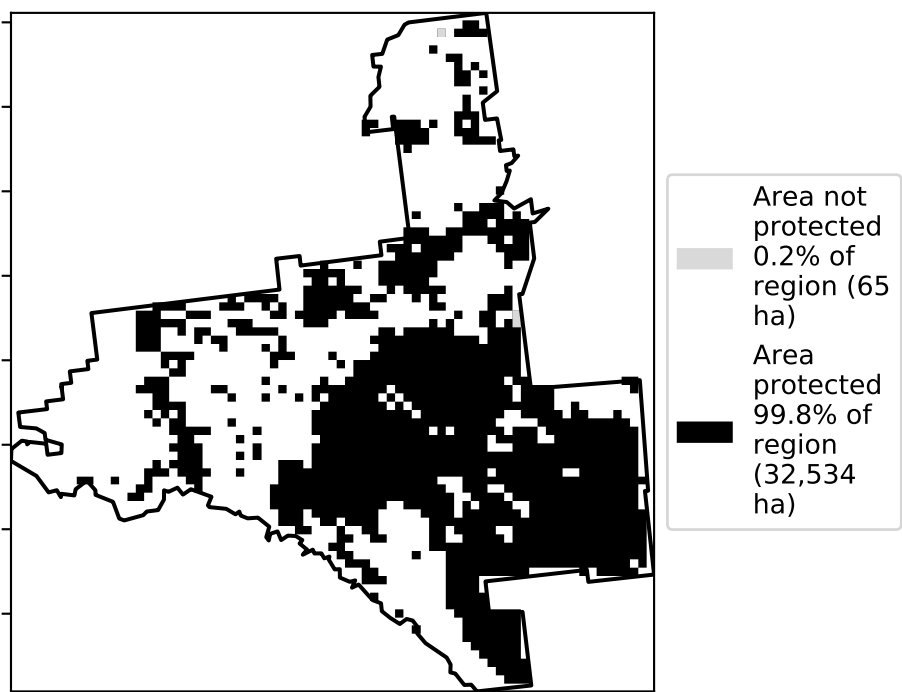 Area not
protected
0.2% of
region (65
ha)
Area
protected
99.8% of
region
(32,534
ha)